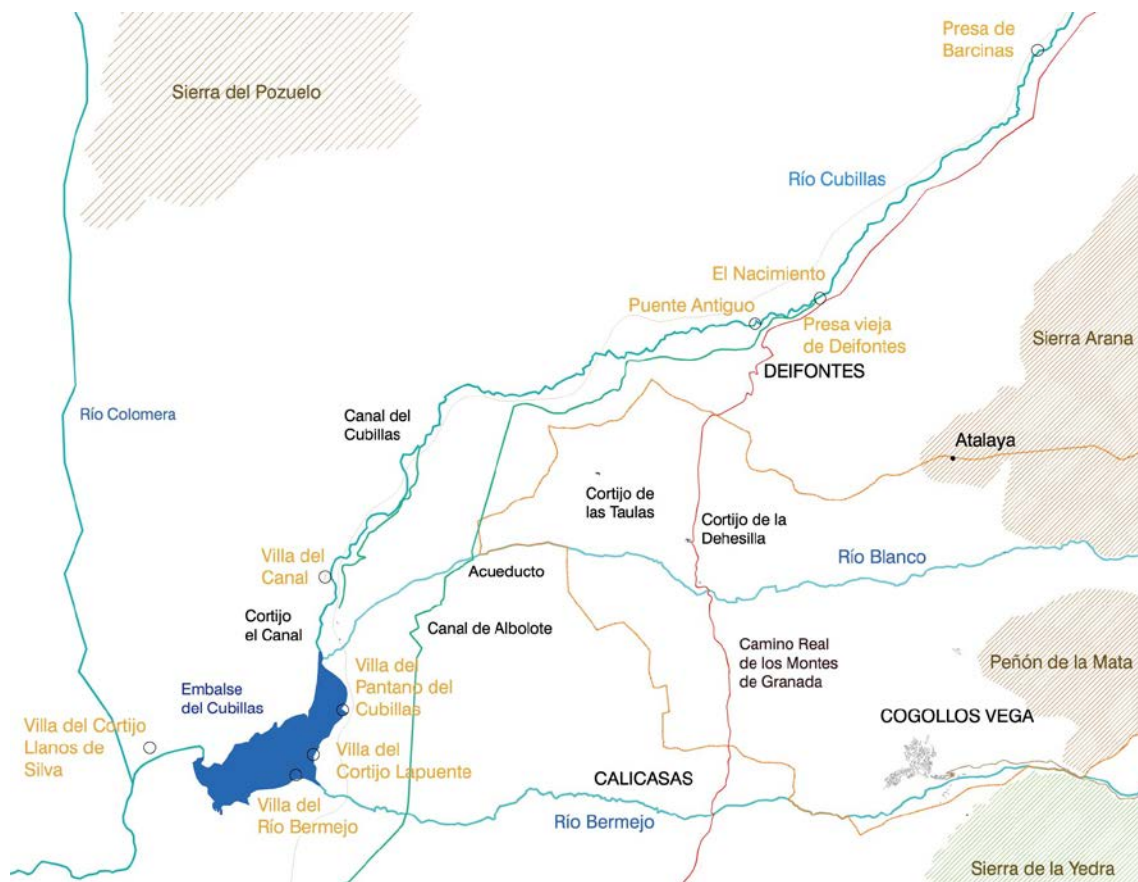 Presa de
Barcinas
Sierra del Pozuelo
Río Cubillas
El Nacimiento
Puente Antiguo
Presa vieja
de Deifontes
Sierra Arana
DEIFONTES
Río Colomera
Canal del
Cubillas
Atalaya
Cortijo de
las Taulas
Cortijo de la
Dehesilla
Villa del
Canal
Acueducto
Río Blanco
Cortijo
el Canal
Canal de Albolote
Camino Real
de los Montes
de Granada
Peñón de la Mata
Villa del
Pantano del
Cubillas
Embalse
del Cubillas
COGOLLOS VEGA
Villa del Cortijo
Llanos de
Silva
Villa del
Cortijo Lapuente
CALICASAS
Villa del
Río Bermejo
Río Bermejo
Sierra de la Yedra